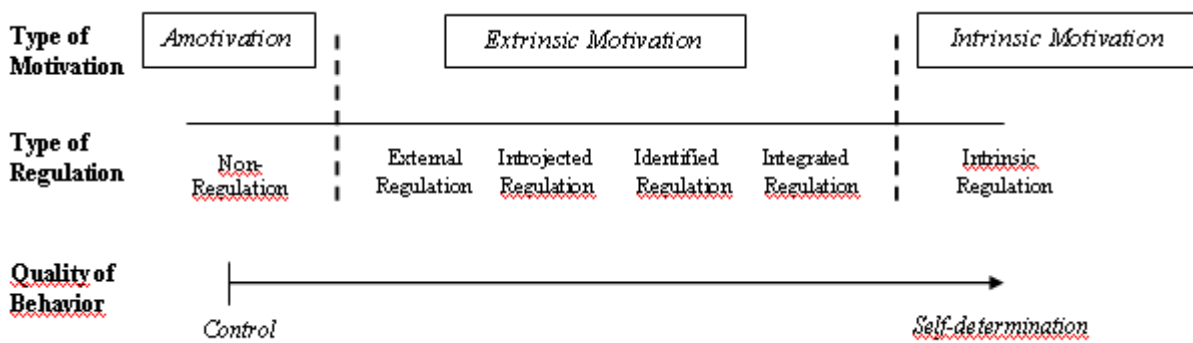 Type of
Motivation
Amotivation
Extrinsic Motivation
Intrinsic Motivation
Type of
Regulation
Non-
Regulation
External
Regulation
Introjected
Regulation
Identified
Regulation
Integrated
Regulation
Intrinsic
Regulation
Quality of
Behavior
Control
Self-determination